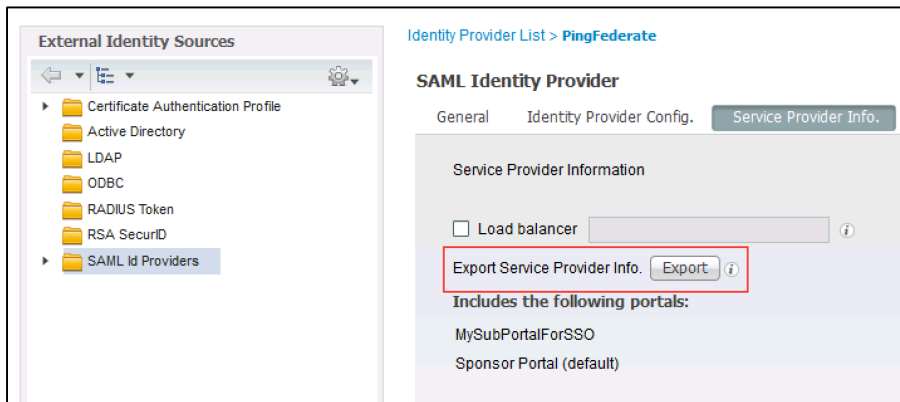 External Identity Sources
Certificate Authentication Profile
Active Directory
LDAP
ODBC
RADIUS Token
RSA SecurID
SAML Id Providers
Identity Provider List > PingFederate
SAML Identity Provider
General Identity Provider Config. Service Provider Info.
Service Provider Information
Load balancer
Export Service Provider Info. Export
Includes the following portals:
MySubPortalForSSO
Sponsor Portal (default)